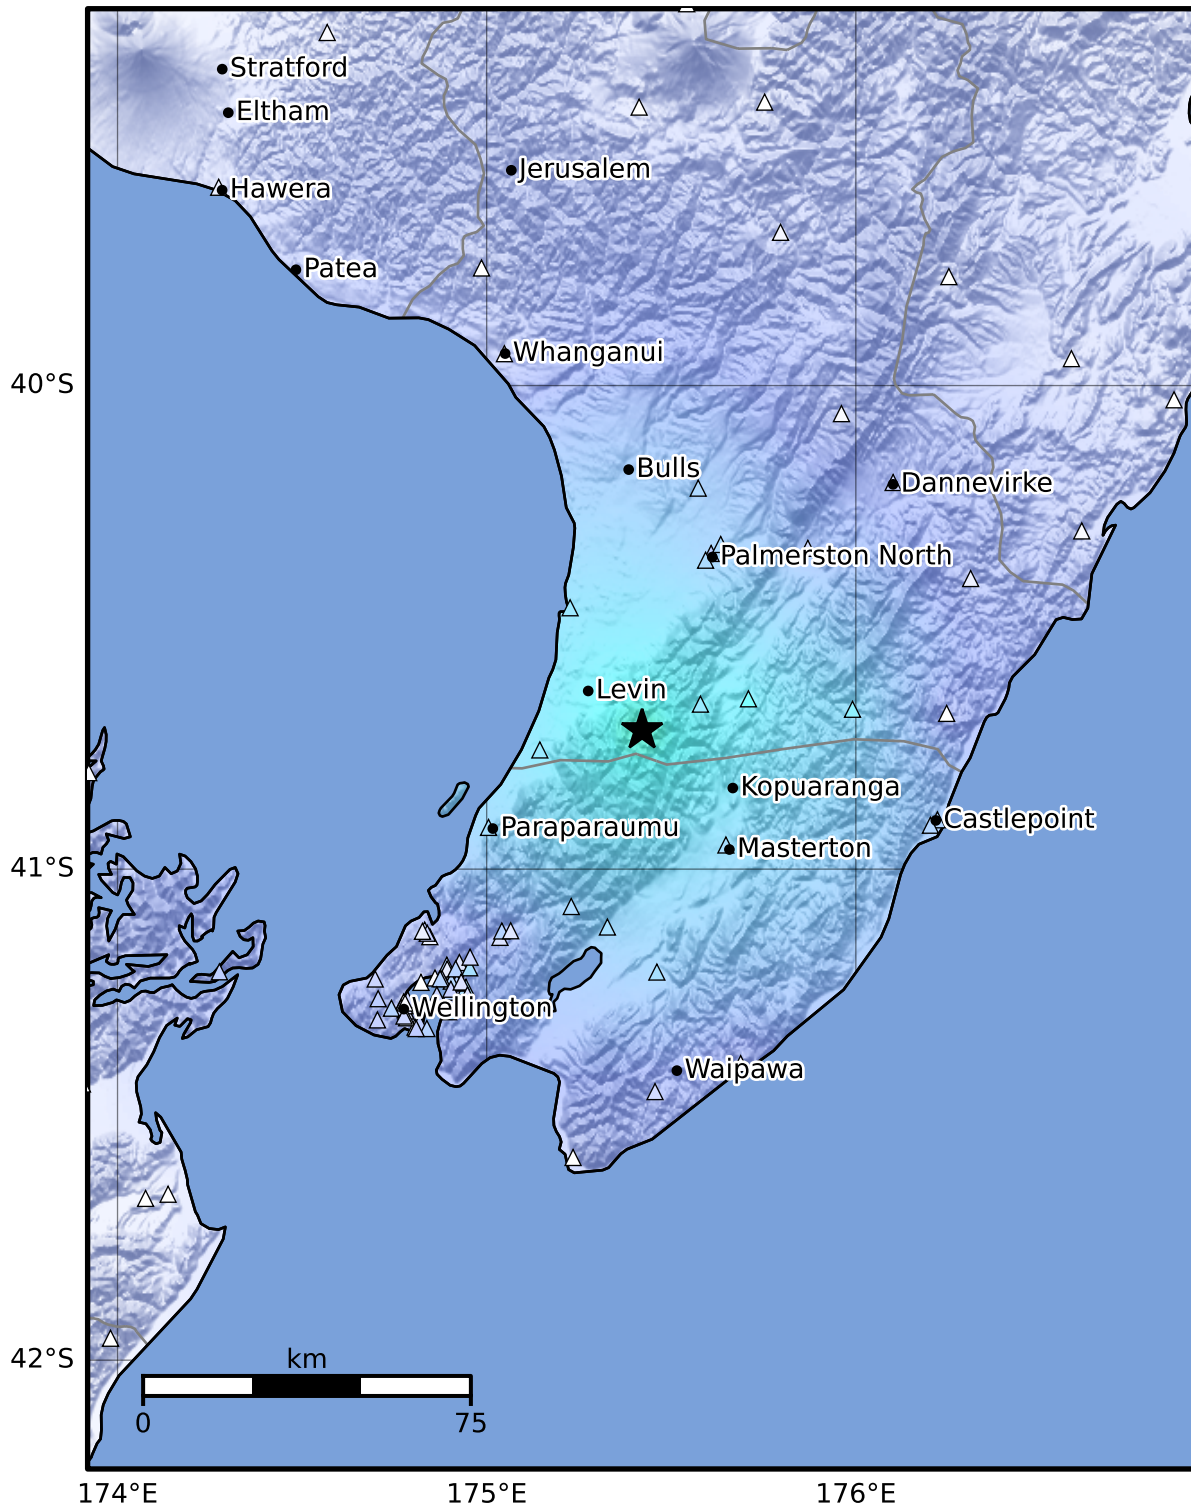 Stratford
Eltham
Jerusalem
Hawera
Patea
Whanganui
40°S
Bulls
Dannevirke
Palmerston North
Levin
Kopuaranga
Castlepoint
Paraparaumu
Masterton
41°S
Wellington
Waipawa
42°S
km
0 75
174°E 175°E 176°E